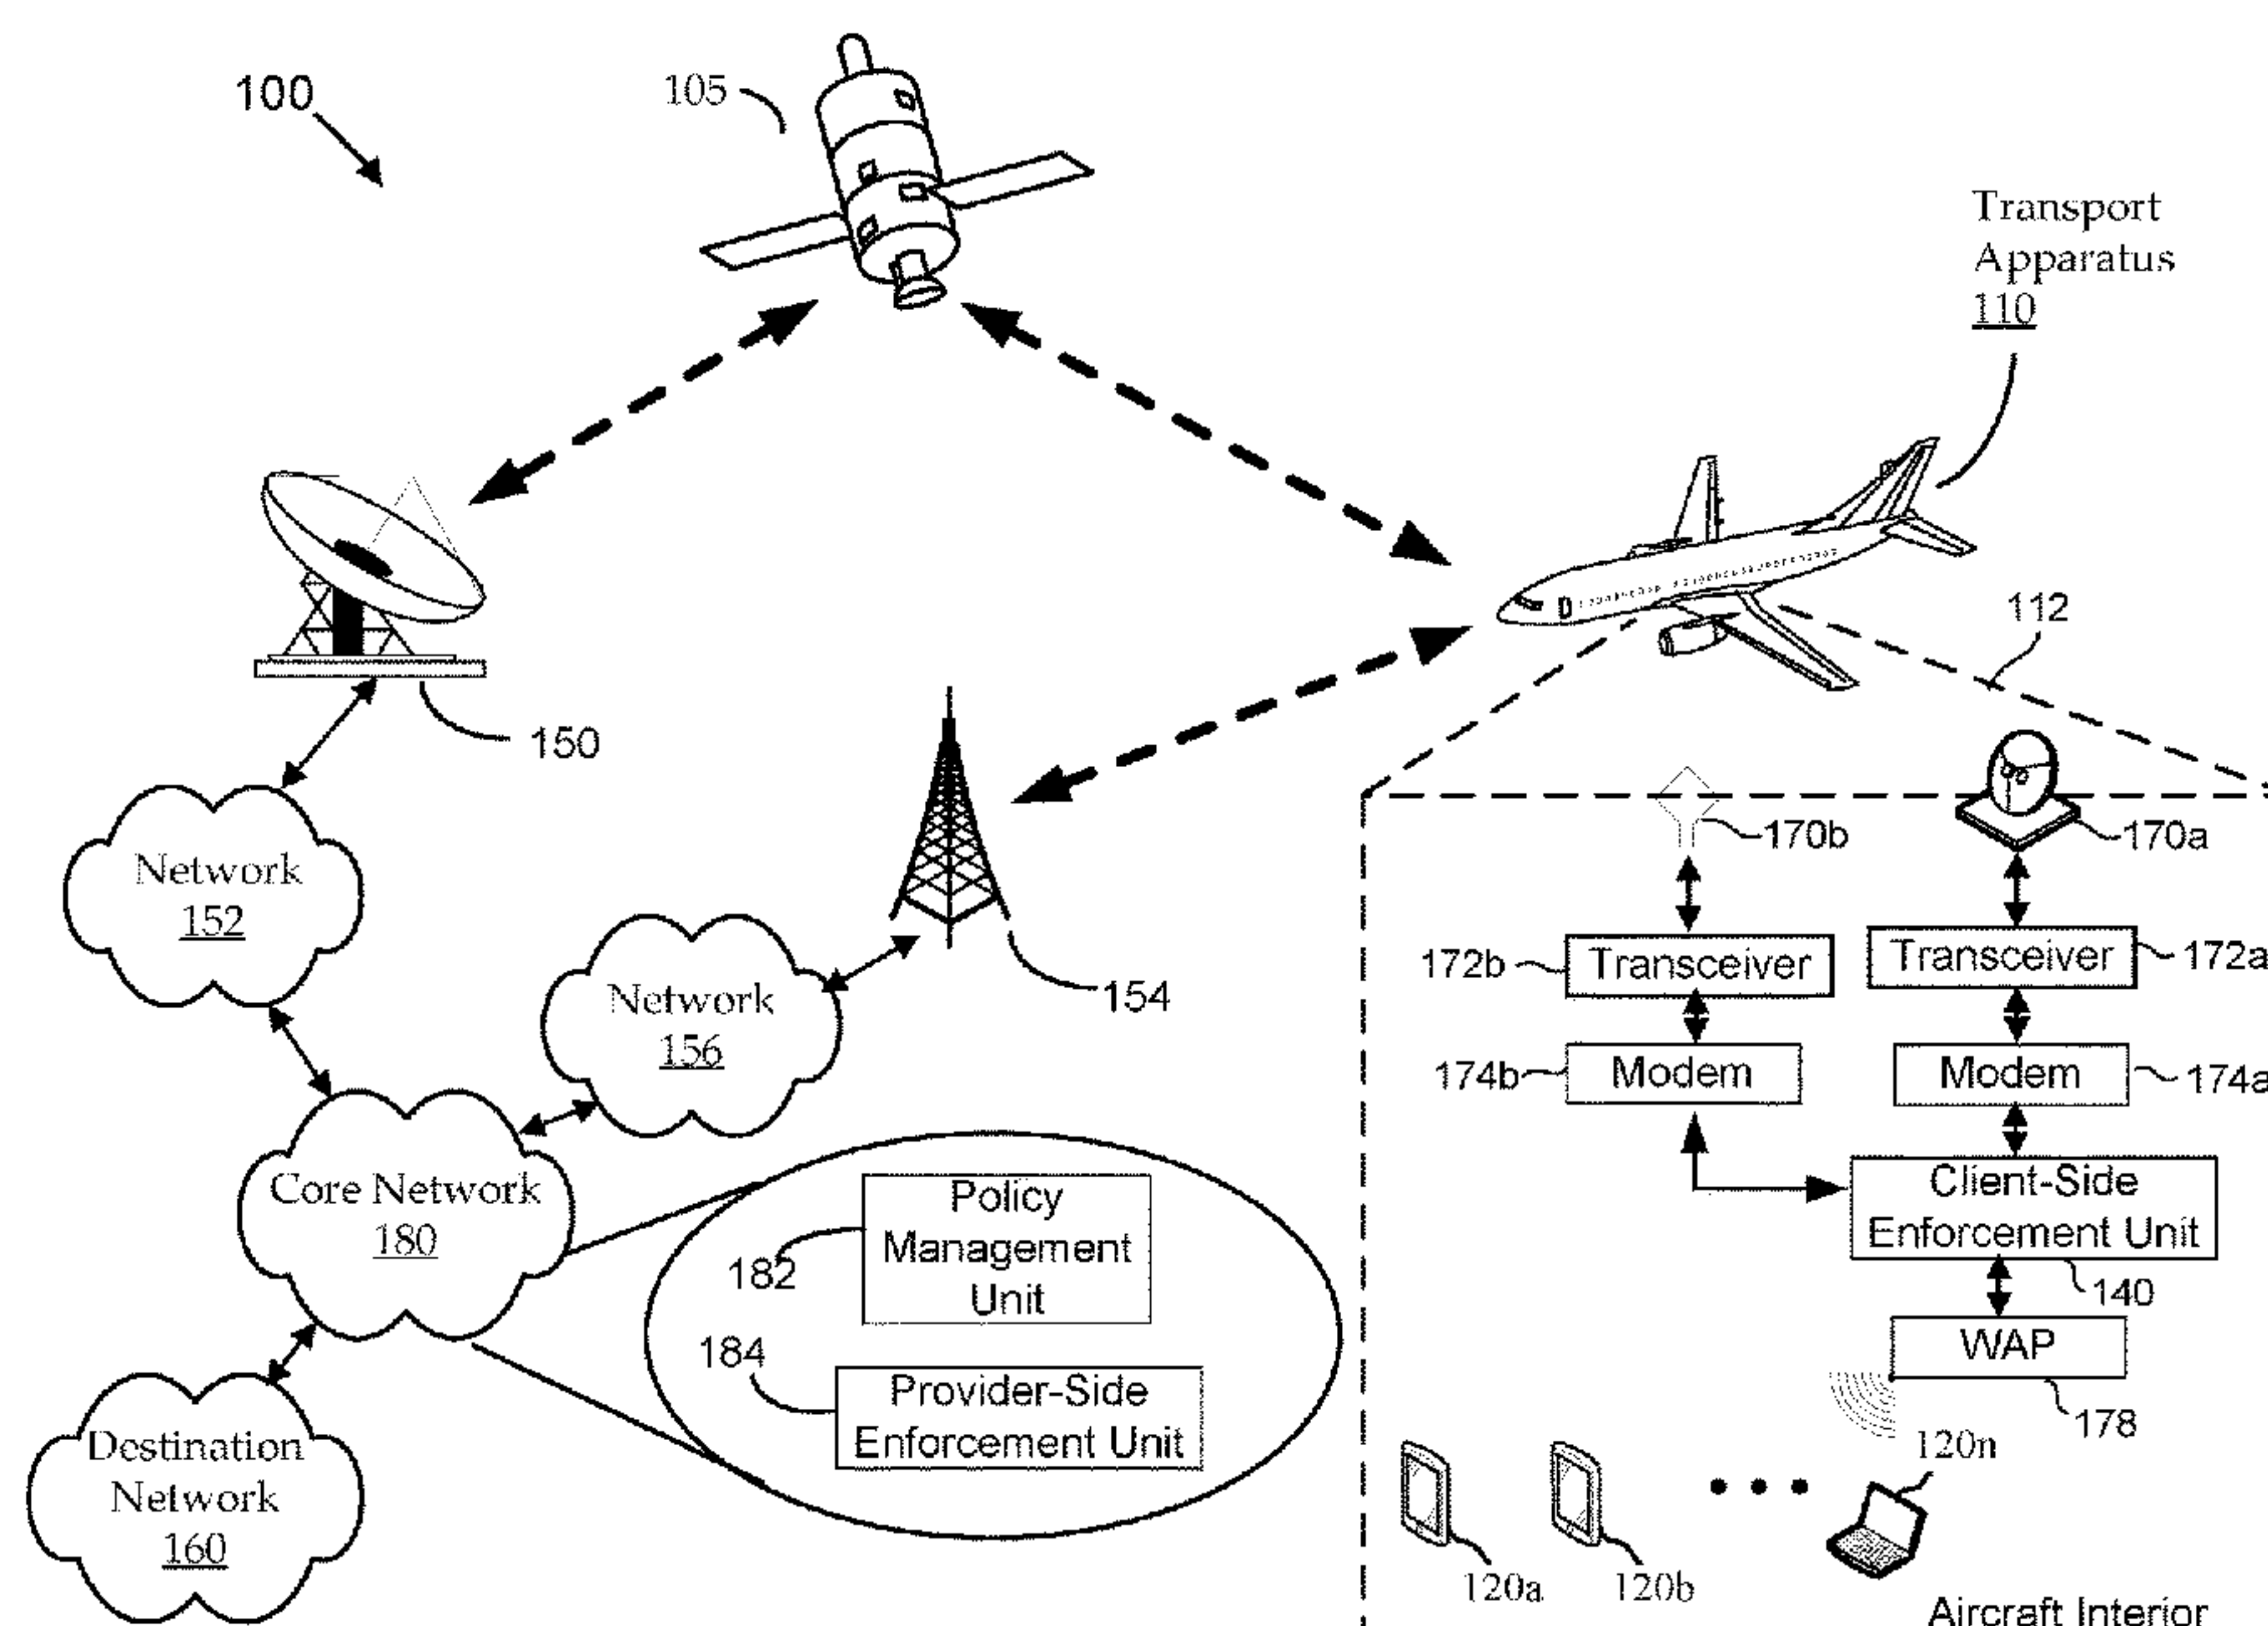 100
105
Transport
Apparatus
110
112
150
170b
170a
Network
152
172b
Transceiver
Transceiver
172a
Network
156
154
174b
Modem
Modem
174a
Core Network
180
Policy
Management
Unit
182
Client-Side
Enforcement Unit
140
184
Provider-Side
Enforcement Unit
WAP
178
Destination
Network
160
120n
120a
120b
Aircraft Interior